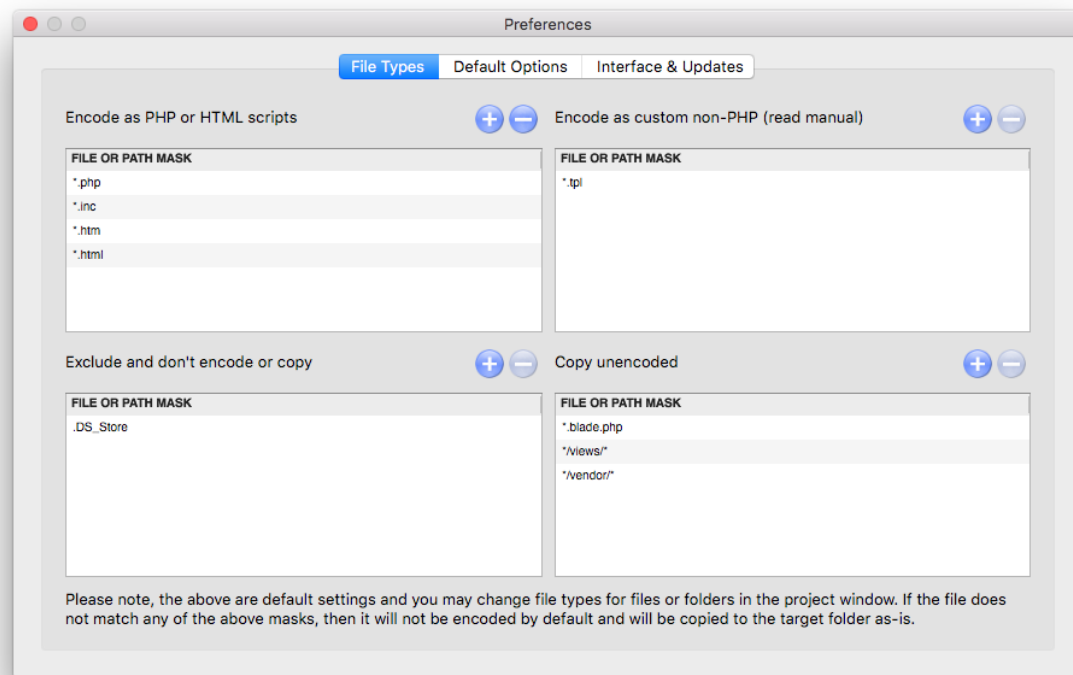 Preferences
File Types Default Options Interface & Updates
Encode as PHP or HTML scripts
FILE OR PATH MASK
*.php
*.inc
*.htm
*.html
Encode as custom non-PHP (read manual)
FILE OR PATH MASK
*.tpl
Exclude and don't encode or copy
FILE OR PATH MASK
.DS_Store
Copy unencoded
FILE OR PATH MASK
*.blade.php
*/views/*
*/vendor/*
Please note, the above are default settings and you may change file types for files or folders in the project window. If the file does
not match any of the above masks, then it will not be encoded by default and will be copied to the target folder as-is.